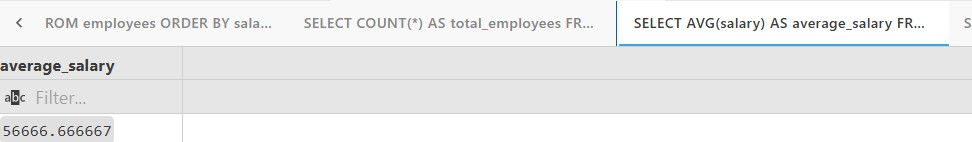 ROM employees ORDER BY sala...
SELECT COUNT(*) AS total_employees FR...
SELECT AVG(salary) AS average_salary FR...
S
average_salary
abc Filter...
56666.666667